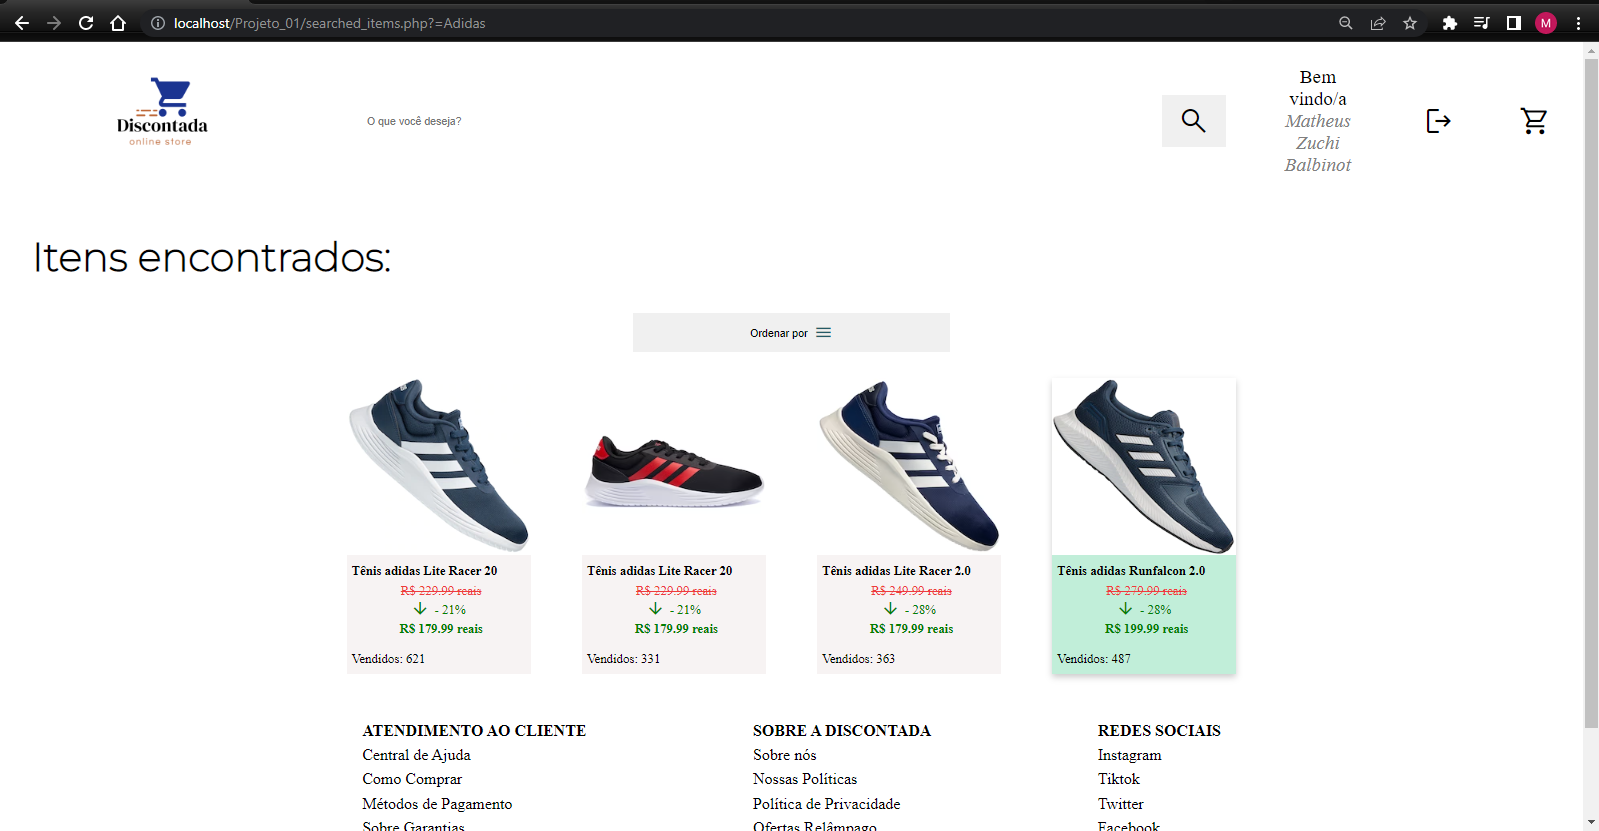 localhost/Projeto_01/searched_items.php?=Adidas
M
Discontada
online store
O que você deseja?
Bem
vindo/a
Matheus
Zuchi
Balbinot
Itens encontrados:
Ordenar por
Tênis adidas Lite Racer 20
R$ 229.99 reais
- 21%
R$ 179.99 reais
Vendidos: 621
Tênis adidas Lite Racer 20
R$ 229.99 reais
- 21%
R$ 179.99 reais
Vendidos: 331
Tênis adidas Lite Racer 2.0
R$ 249.99 reais
- 28%
R$ 179.99 reais
Vendidos: 363
Tênis adidas Runfalcon 2.0
R$ 279.99 reais
- 28%
R$ 199.99 reais
Vendidos: 487
ATENDIMENTO AO CLIENTE
Central de Ajuda
Como Comprar
Métodos de Pagamento
Sobre Garantias
SOBRE A DISCONTADA
Sobre nós
Nossas Políticas
Política de Privacidade
Ofertas Relâmpago
REDES SOCIAIS
Instagram
Tiktok
Twitter
Facebook